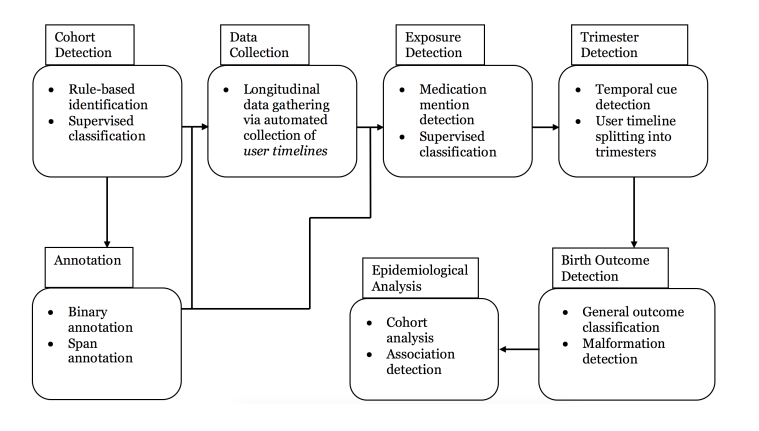 Cohort
Detection
• Rule-based
identification
• Supervised
classification
Data
Collection
• Longitudinal
data gathering
via automated
collection of
user timelines
Exposure
Detection
• Medication
mention
detection
• Supervised
classification
Trimester
Detection
• Temporal cue
detection
• User timeline
splitting into
trimesters
Annotation
• Binary
annotation
• Span
annotation
Epidemiological
Analysis
• Cohort
analysis
• Association
detection
Birth Outcome
Detection
• General outcome
classification
• Malformation
detection